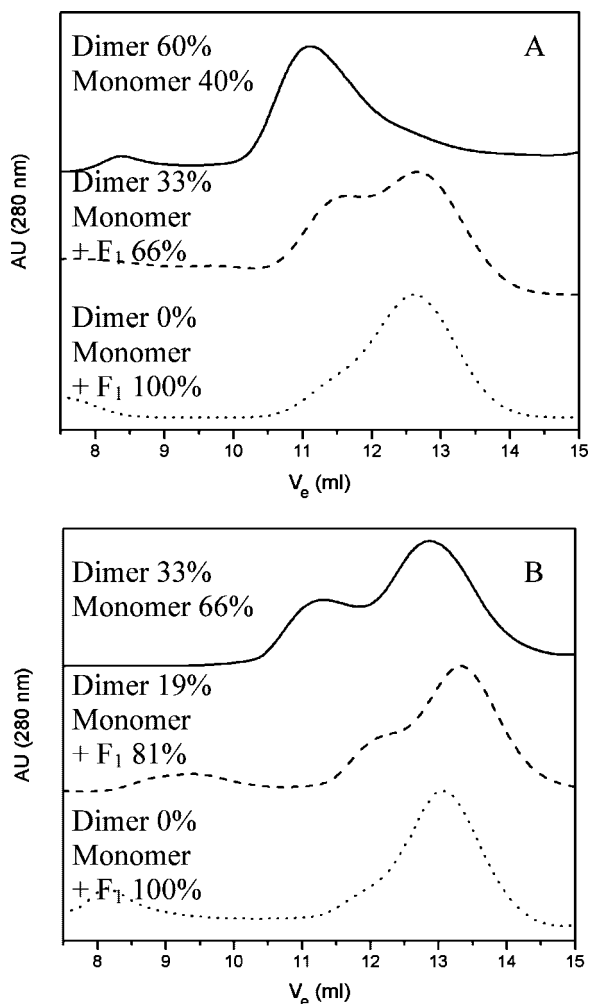 A
Dimer 60%
Monomer 40%
Dimer 33%
Monomer
+ F1 66%
Dimer 0%
Monomer
+ F1 100%
AU (280 nm)
8 9 10 11 12 13 14 15
Ve (ml)
B
Dimer 33%
Monomer 66%
Dimer 19%
Monomer
+ F1 81%
Dimer 0%
Monomer
+ F1 100%
AU (280 nm)
8 9 10 11 12 13 14 15
Ve (ml)